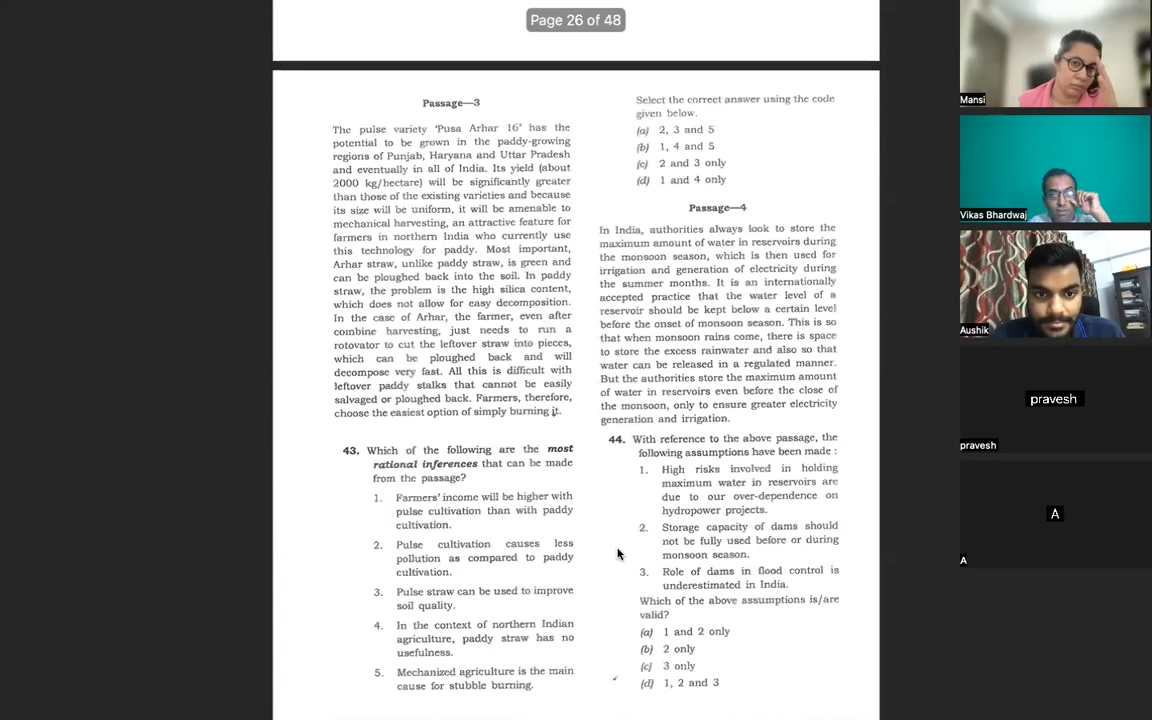 Page 26 of 48
Passage—3
The pulse variety 'Pusa Arhar 16' has the
potential to be grown in the paddy-growing
regions of Punjab, Haryana and Uttar Pradesh
and eventually in all of India. Its yield (about
2000 kg/hectare) will be significantly greater
than those of the existing varieties and because
its size will be uniform, it will be amenable to
mechanical harvesting, an attractive feature for
farmers in northern India who currently use
this technology for paddy. Most important,
Arhar straw, unlike paddy straw, is green and
can be ploughed back into the soil. In paddy
straw, the problem is the high silica content,
which does not allow for easy decomposition.
In the case of Arhar, the farmer, even after
combine harvesting, just needs to run a
rotovator to cut the leftover straw into pieces,
which can be ploughed back and will
decompose very fast. All this is difficult with
leftover paddy stalks that cannot be easily
salvaged or ploughed back. Farmers, therefore,
choose the easiest option of simply burning it.
43. Which of the following are the most
rational inferences that can be made
from the passage?
1. Farmers' income will be higher with
pulse cultivation than with paddy
cultivation.
2. Pulse cultivation causes less
pollution as compared to paddy
cultivation.
3. Pulse straw can be used to improve
soil quality.
4. In the context of northern Indian
agriculture, paddy straw has no
usefulness.
5. Mechanized agriculture is the main
cause for stubble burning.
Select the correct answer using the code
given below.
(a) 2, 3 and 5
(b) 1, 4 and 5
(c) 2 and 3 only
(d) 1 and 4 only
Passage—4
In India, authorities always look to store the
maximum amount of water in reservoirs during
the monsoon season, which is then used for
irrigation and generation of electricity during
the summer months. It is an internationally
accepted practice that the water level of a
reservoir should be kept below a certain level
before the onset of monsoon season. This is so
that when monsoon rains come, there is space
to store the excess rainwater and also so that
water can be released in a regulated manner.
But the authorities store the maximum amount
of water in reservoirs even before the close of
the monsoon, only to ensure greater electricity
generation and irrigation.
44. With reference to the above passage, the
following assumptions have been made :
1. High risks involved in holding
maximum water in reservoirs are
due to our over-dependence on
hydropower projects.
2. Storage capacity of dams should
not be fully used before or during
monsoon season.
3. Role of dams in flood control is
underestimated in India.
Which of the above assumptions is/are
valid?
(a) 1 and 2 only
(b) 2 only
(c) 3 only
(d) 1, 2 and 3
Mansi
Vikas Bhardwaj
Aushik
pravesh
pravesh
A
A